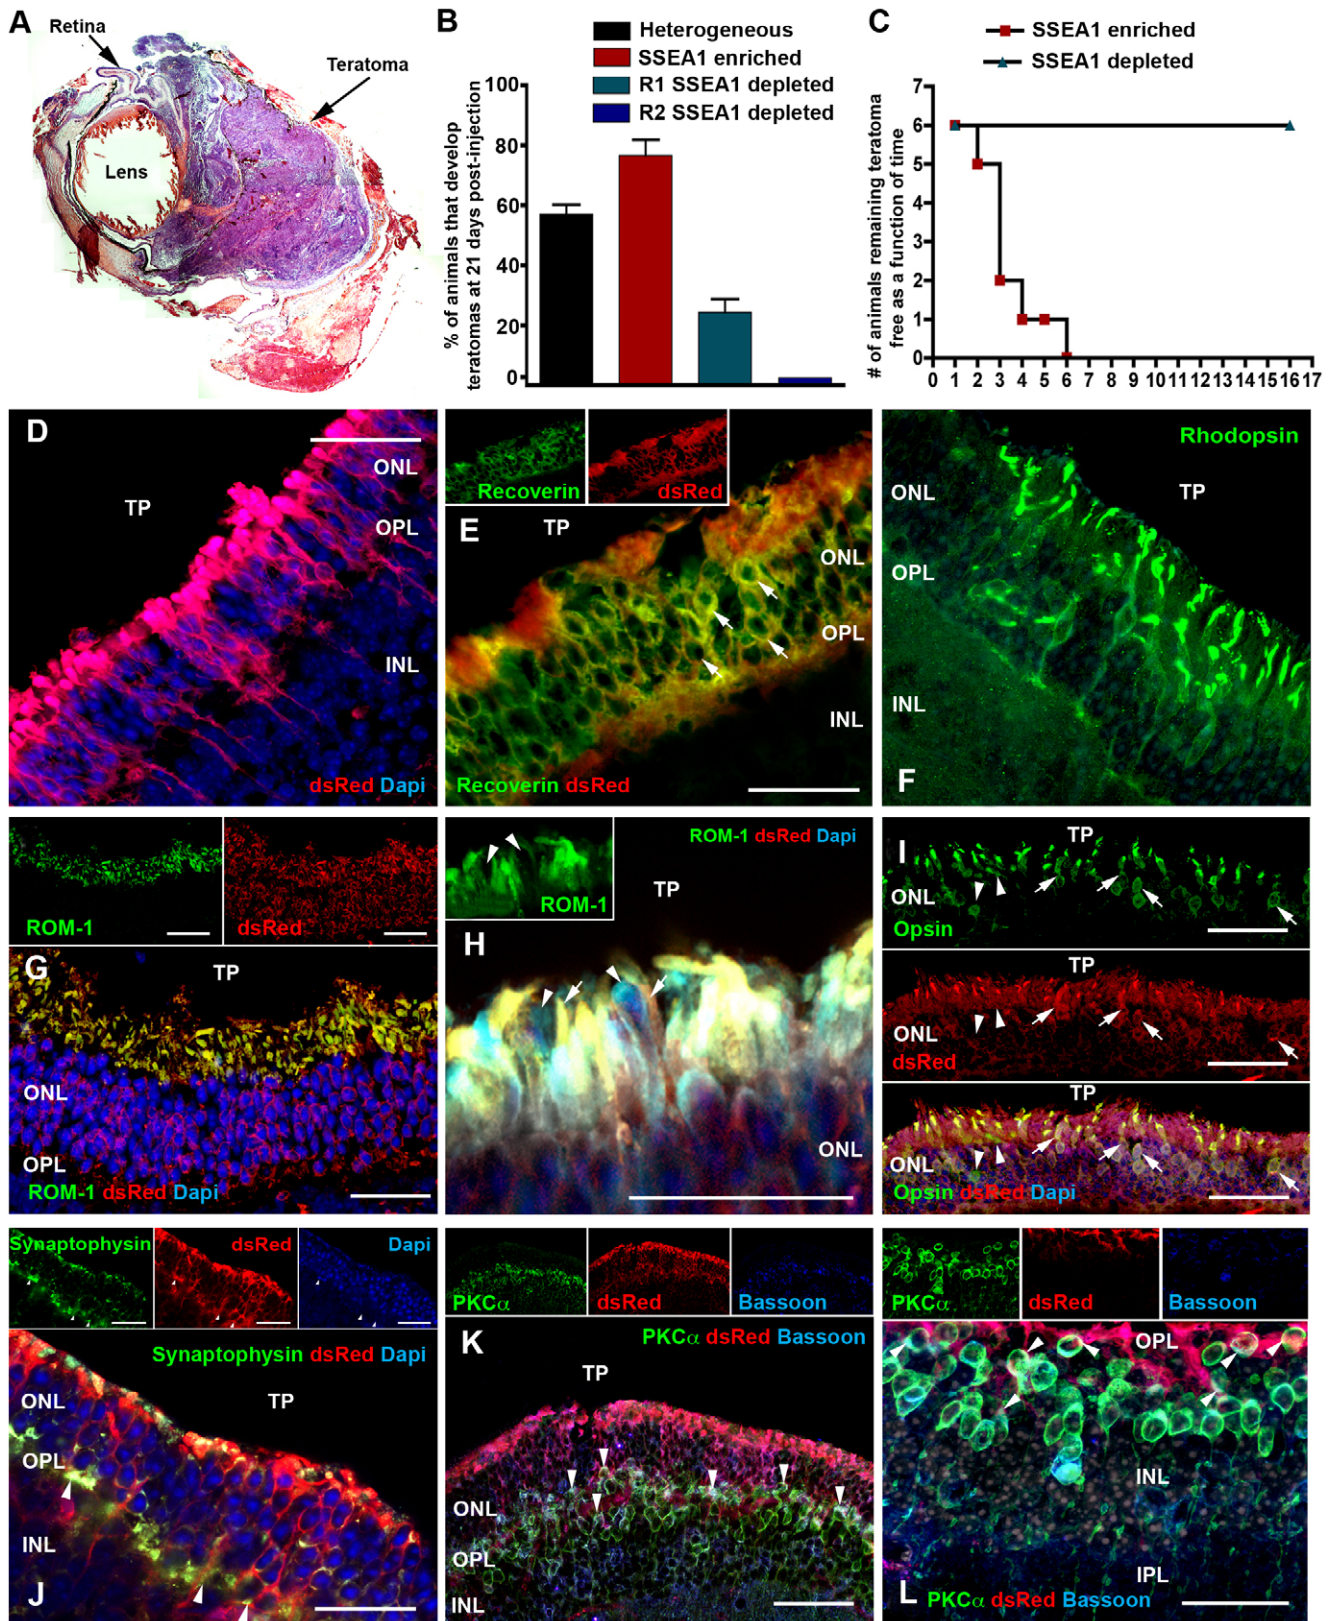 A
Retina
Teratoma
Lens
B
Heterogeneous
SSEA1 enriched
R1 SSEA1 depleted
R2 SSEA1 depleted
% of animals that develop
teratomas at 21 days post-injection
100
80
60
40
20
0
C
SSEA1 enriched
SSEA1 depleted
# of animals remaining teratoma
free as a function of time
7
6
5
4
3
2
1
0
0 1 2 3 4 5 6 7 8 9 10 11 12 13 14 15 16 17
D
TP
ONL
OPL
INL
dsRed Dapi
Recoverin
dsRed
E
TP
ONL
OPL
INL
Recoverin dsRed
Rhodopsin
ONL
TP
OPL
INL
F
ROM-1
dsRed
G
TP
ONL
OPL
ROM-1 dsRed Dapi
ROM-1
ROM-1 dsRed Dapi
TP
H
ONL
I
TP
ONL
Opsin
TP
ONL
dsRed
TP
ONL
Opsin dsRed Dapi
Synaptophysin
dsRed
Dapi
Synaptophysin dsRed Dapi
ONL
TP
OPL
INL
J
PKCα
dsRed
Bassoon
K
PKCα dsRed Bassoon
TP
ONL
OPL
INL
PKCα
dsRed
Bassoon
OPL
INL
IPL
L
PKCα dsRed Bassoon